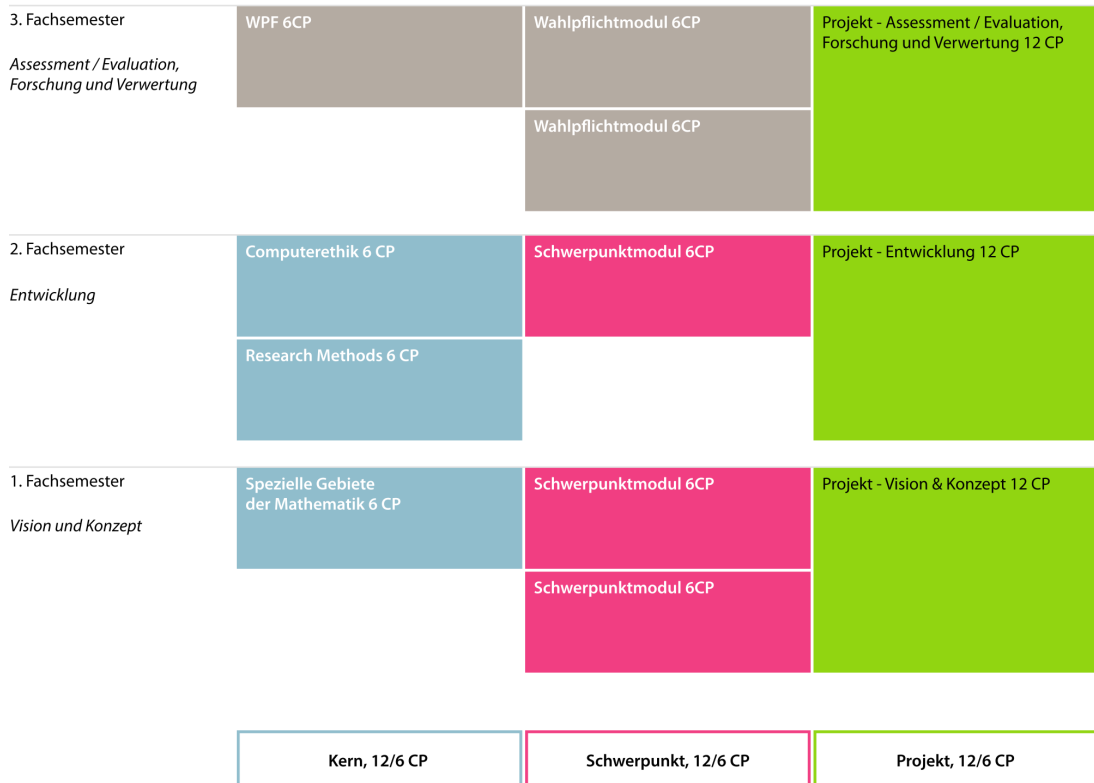 3. Fachsemester
Assessment / Evaluation,
Forschung und Verwertung
WPF 6CP
Wahlpflichtmodul 6CP
Wahlpflichtmodul 6CP
Projekt - Assessment / Evaluation,
Forschung und Verwertung 12 CP
2. Fachsemester
Entwicklung
Computerethik 6 CP
Research Methods 6 CP
Schwerpunktmodul 6CP
Projekt - Entwicklung 12 CP
1. Fachsemester
Vision und Konzept
Spezielle Gebiete
der Mathematik 6 CP
Schwerpunktmodul 6CP
Schwerpunktmodul 6CP
Projekt - Vision & Konzept 12 CP
Kern, 12/6 CP
Schwerpunkt, 12/6 CP
Projekt, 12/6 CP